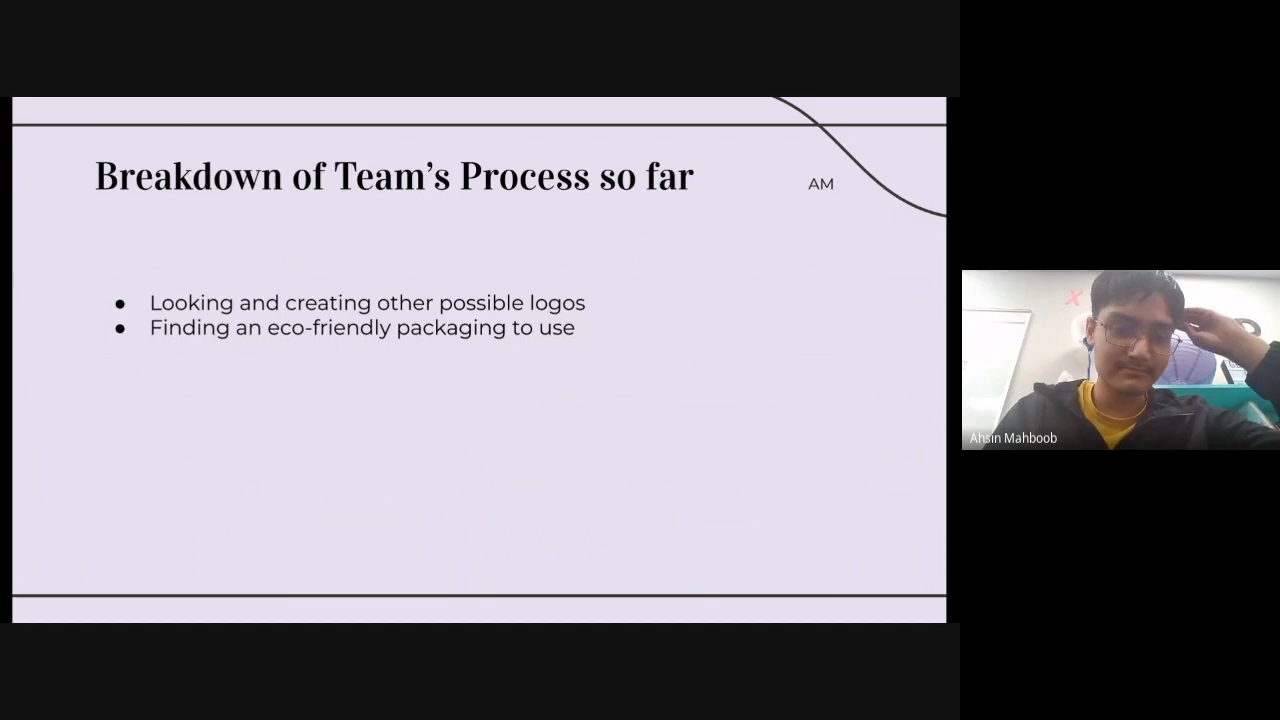 Breakdown of Team's Process so far
AM
● Looking and creating other possible logos
● Finding an eco-friendly packaging to use
Ahsin Mahboob